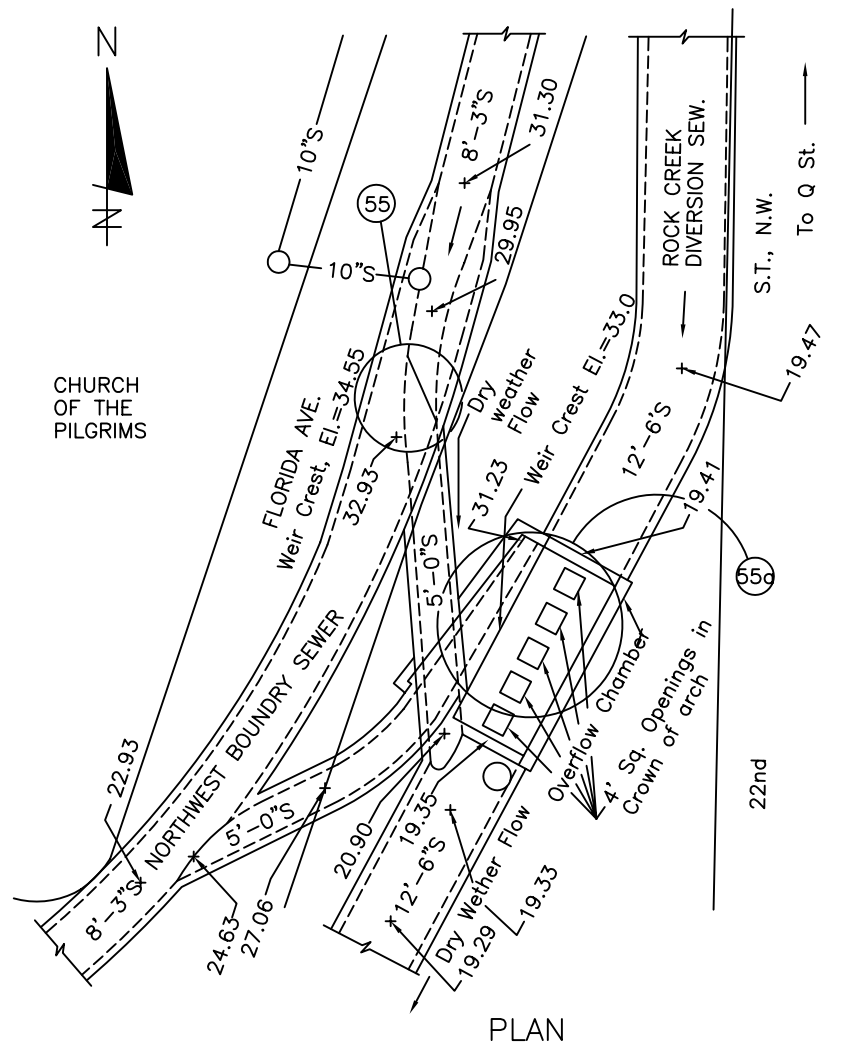 N
10"S
8'-3"S
31.30
ROCK CREEK
DIVERSION SEW.
To Q St.
S.T., N.W.
55
29.95
10"S
19.47
CHURCH
OF THE
PILGRIMS
FLORIDA AVE.
Weir Crest, El.=34.55
32.93
Dry
weather
Flow
Weir Crest El.=33.0
31.23
12'-6'S
19.41
5'-0"S
55a
NORTHWEST BOUNDRY SEWER
Overflow Chamber
4' Sq. Openings in
Crown of arch
22.93
22nd
5'-0"S
20.90
19.35
12'-6"S
8'-3"S
24.63
27.06
Dry Wether Flow
19.33
19.29
PLAN